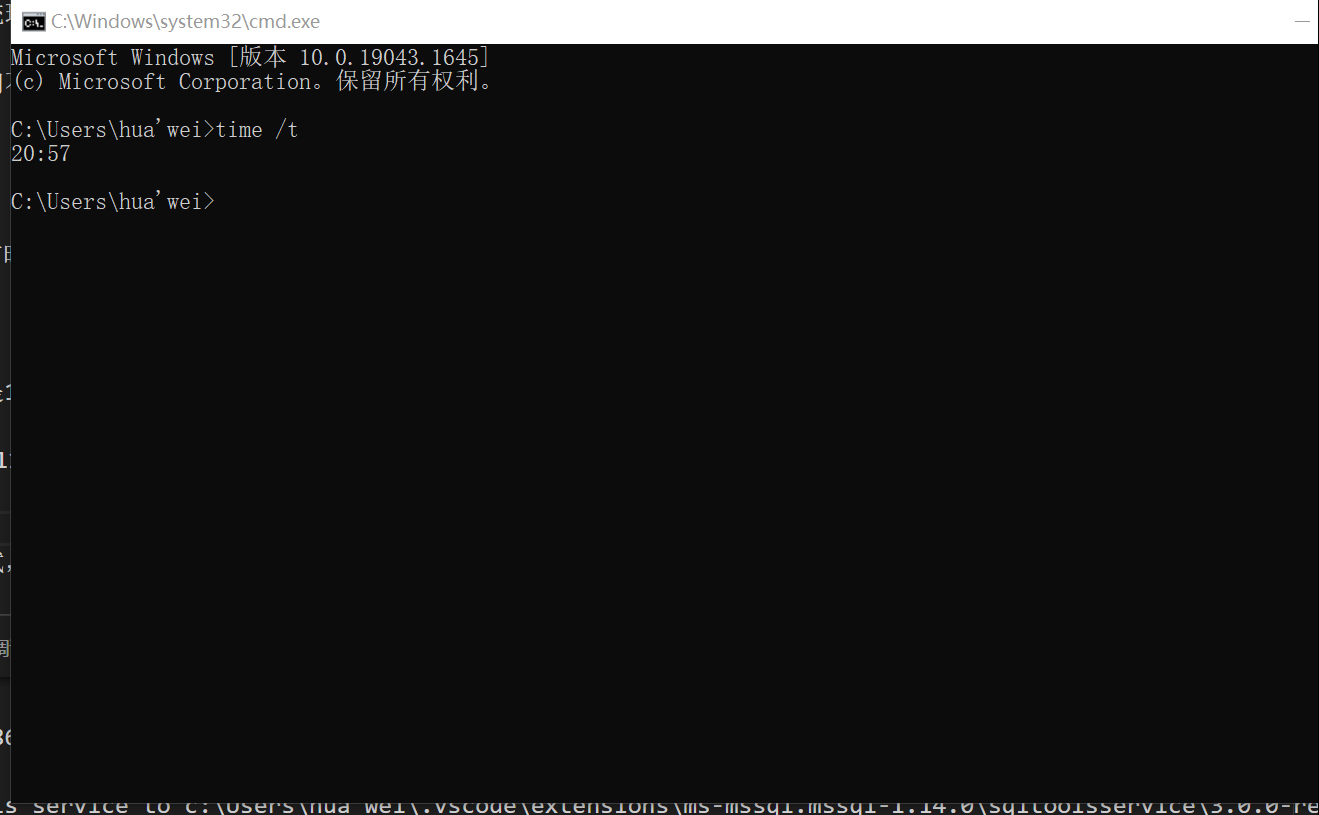 C:\Windows\system32\cmd.exe
Microsoft Windows [版本 10.0.19043.1645]
(c) Microsoft Corporation。保留所有权利。
C:\Users\hua'wei>time /t
20:57
C:\Users\hua'wei>
s service to c:\Users\hua wei\.vscode\extensions\ms-mssql.mssql-1.14.0\sqltoolsservice\3.0.0-re